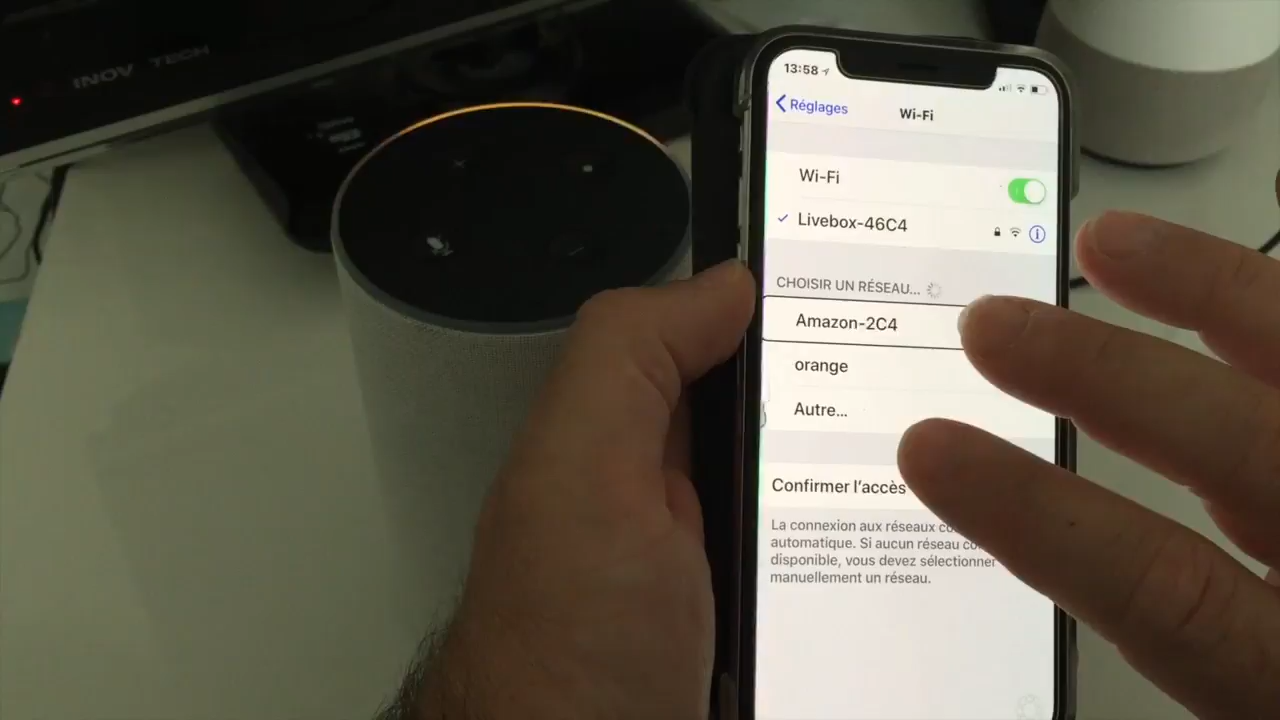 INOV TECH
13:58
Réglages
Wi-Fi
Wi-Fi
Livebox-46C4
CHOISIR UN RÉSEAU...
Amazon-2C4
orange
Autre...
Confirmer l'accès
La connexion aux réseaux
automatique. Si aucun réseau
disponible, vous devez sélectionner
manuellement un réseau.